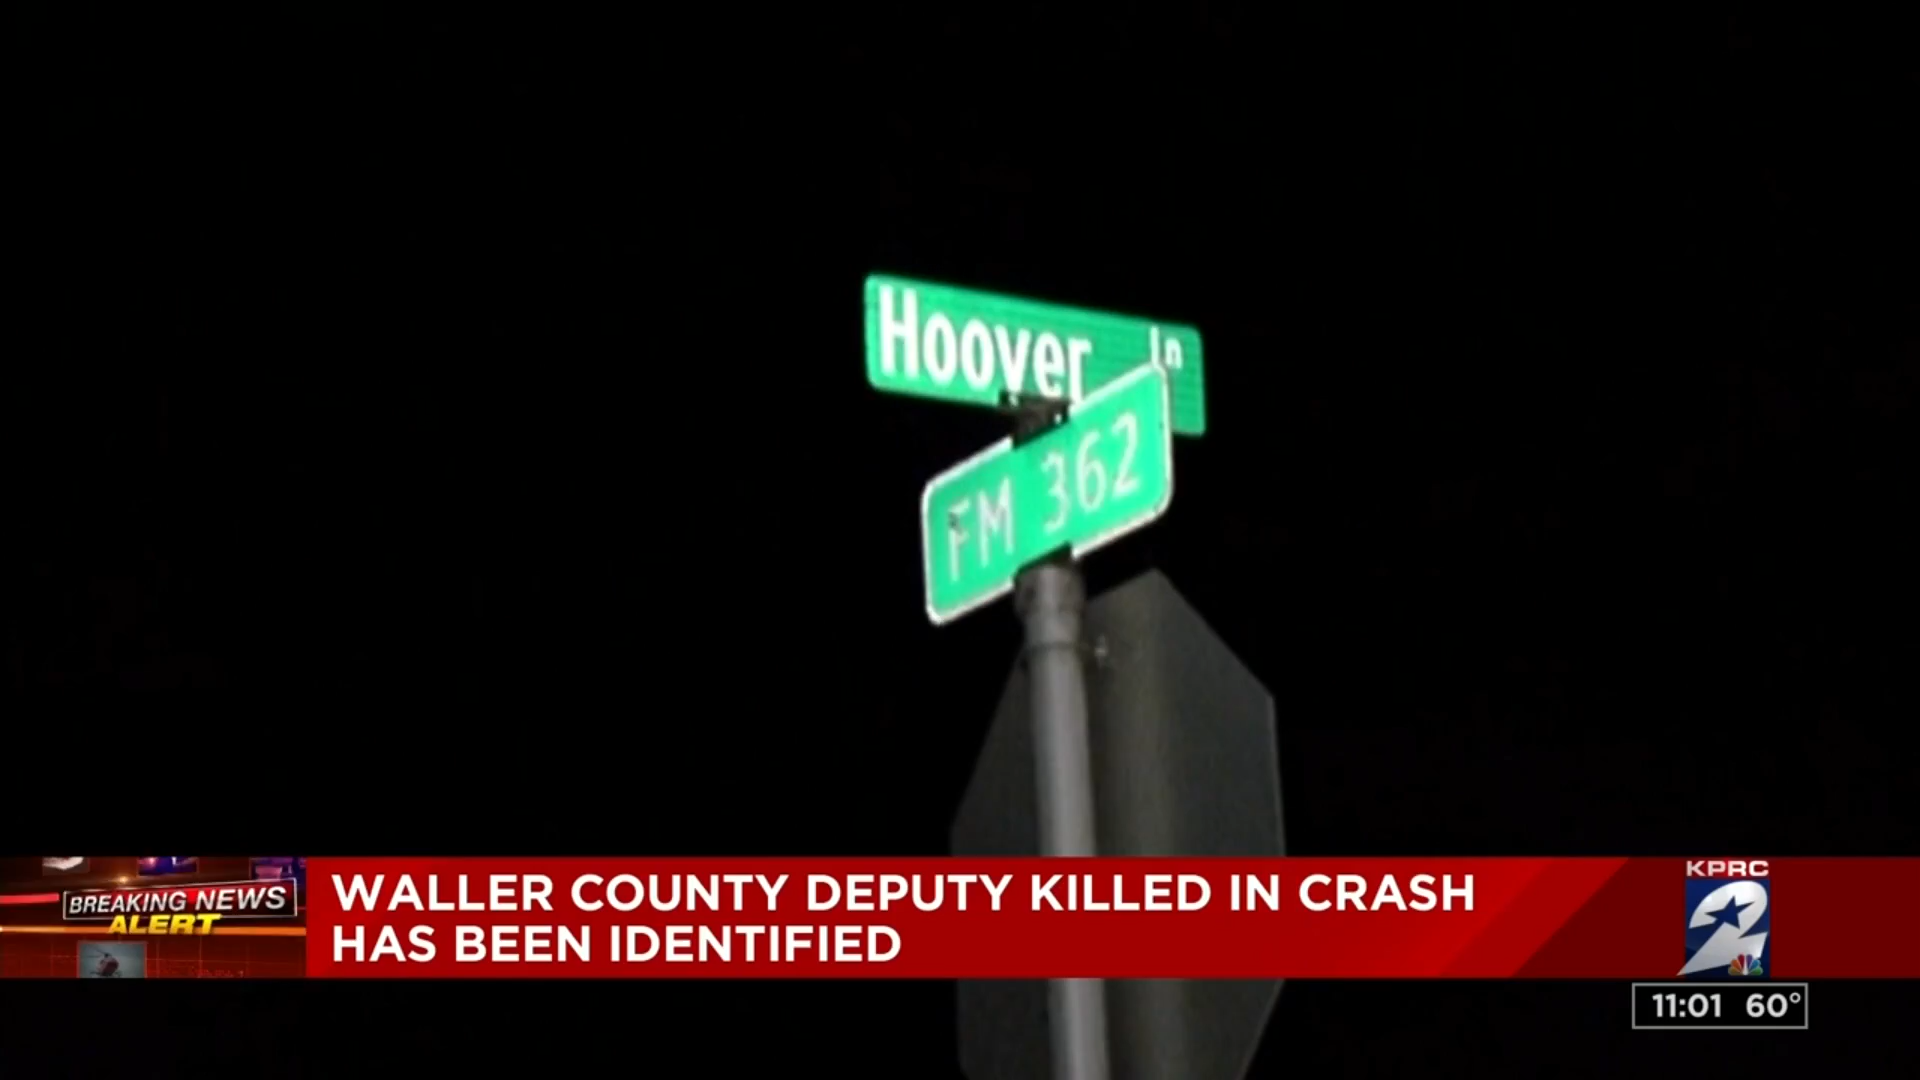 Hoover Ln
FM 362
BREAKING NEWS
ALERT
WALLER COUNTY DEPUTY KILLED IN CRASH
HAS BEEN IDENTIFIED
KPRC
2
11:01 60°